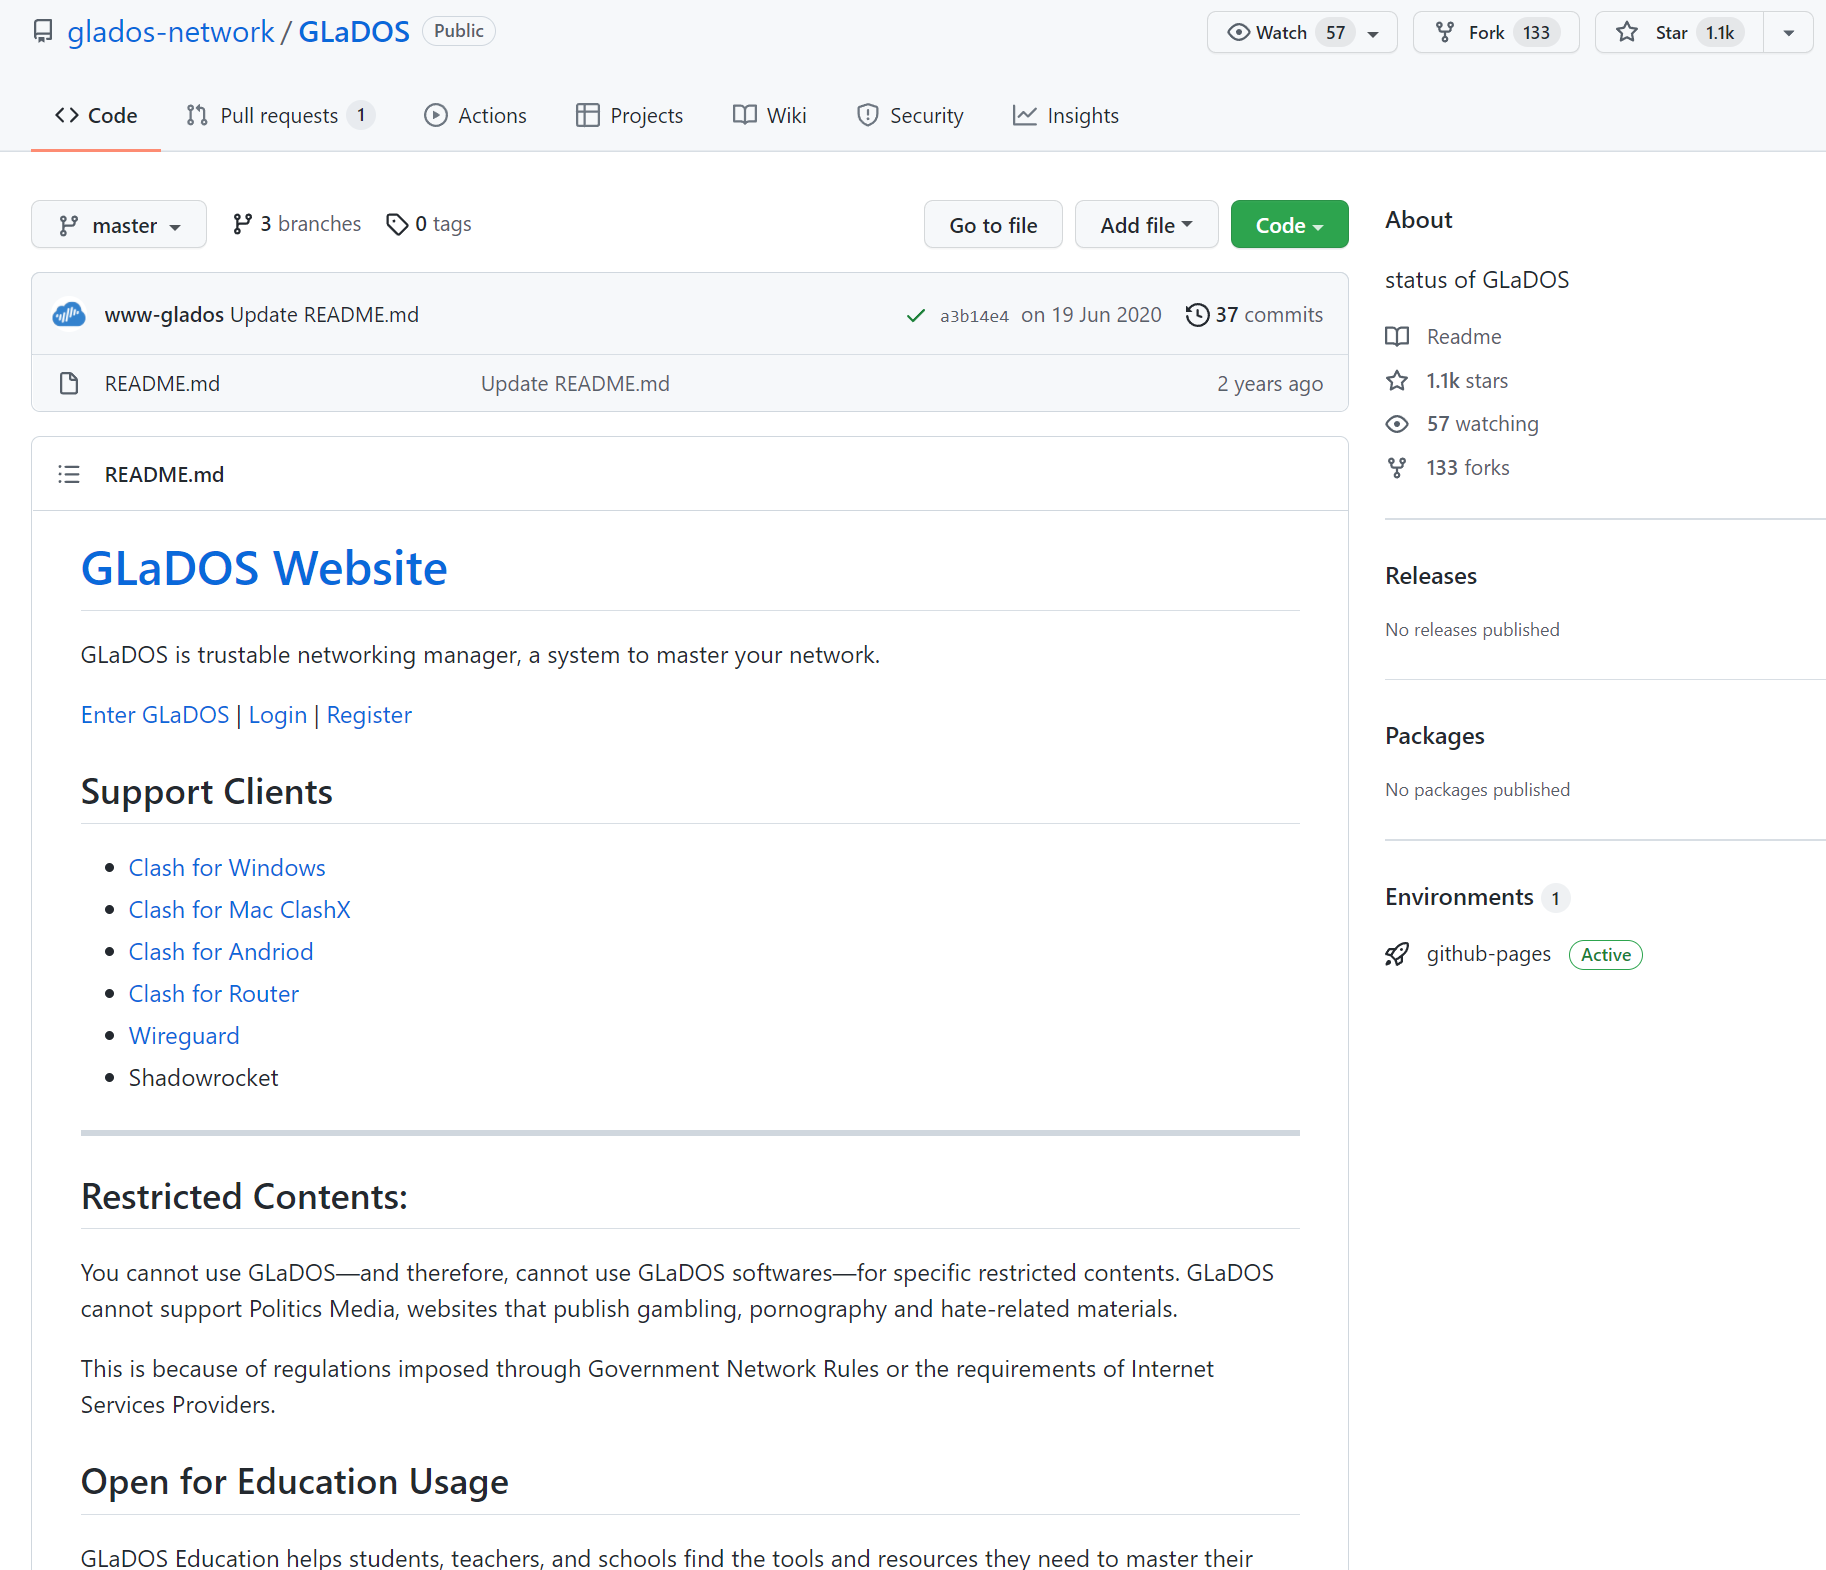 glados-network / GLaDOS Public
Watch 57
Fork 133
Star 1.1k
Code
Pull requests 1
Actions
Projects
Wiki
Security
Insights
master
3 branches
0 tags
Go to file
Add file
Code
www-glados Update README.md
a3b14e4 on 19 Jun 2020
37 commits
README.md
Update README.md
2 years ago
README.md
GLaDOS Website
GLaDOS is trustable networking manager, a system to master your network.
Enter GLaDOS | Login | Register
Support Clients
Clash for Windows
Clash for Mac ClashX
Clash for Andriod
Clash for Router
Wireguard
Shadowrocket
Restricted Contents:
You cannot use GLaDOS—and therefore, cannot use GLaDOS softwares—for specific restricted contents. GLaDOS
cannot support Politics Media, websites that publish gambling, pornography and hate-related materials.
This is because of regulations imposed through Government Network Rules or the requirements of Internet
Services Providers.
Open for Education Usage
GLaDOS Education helps students, teachers, and schools find the tools and resources they need to master their
About
status of GLaDOS
Readme
1.1k stars
57 watching
133 forks
Releases
No releases published
Packages
No packages published
Environments 1
github-pages Active